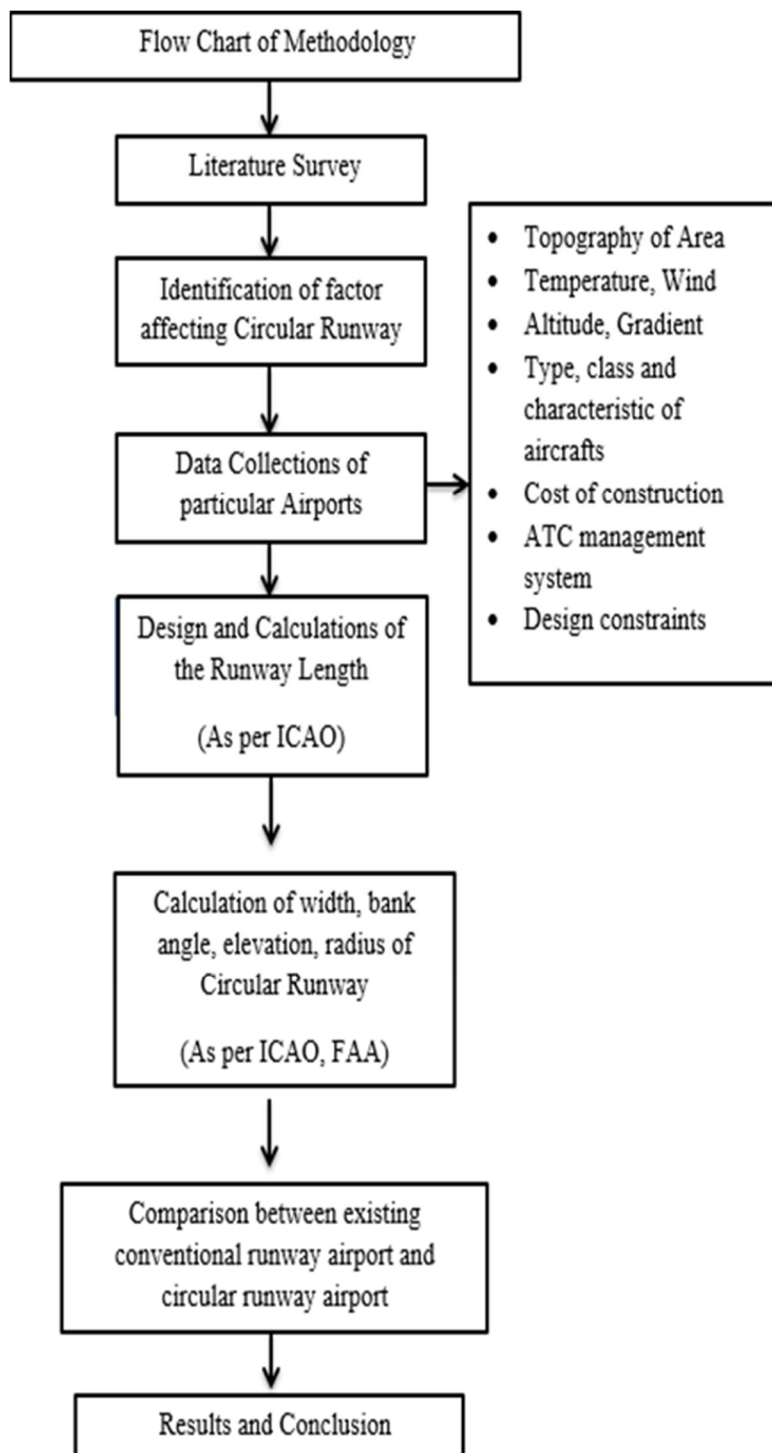 Flow Chart of Methodology
Literature Survey
Identification of factor
affecting Circular Runway
Data Collections of
particular Airports
• Topography of Area
• Temperature, Wind
• Altitude, Gradient
• Type, class and
characteristic of
aircrafts
• Cost of construction
• ATC management
system
• Design constraints
Design and Calculations of
the Runway Length
(As per ICAO)
Calculation of width, bank
angle, elevation, radius of
Circular Runway
(As per ICAO, FAA)
Comparison between existing
conventional runway airport and
circular runway airport
Results and Conclusion